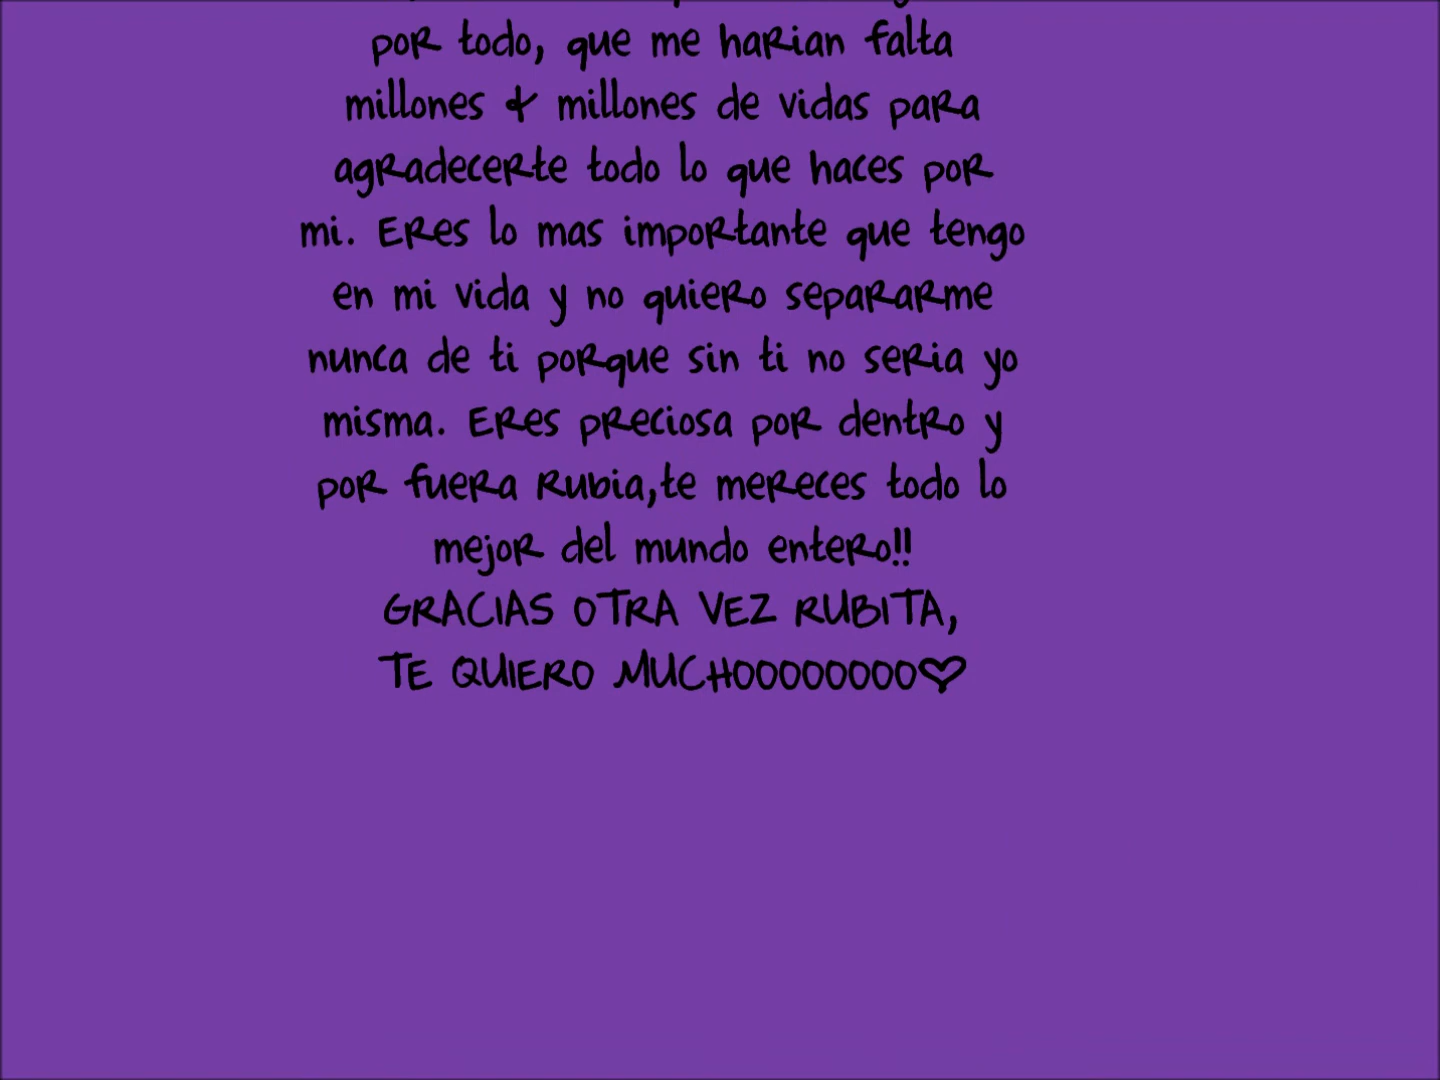 por todo, que me harian falta
millones & millones de vidas para
agradecerte todo lo que haces por
mi. Eres lo mas importante que tengo
en mi vida y no quiero separarme
nunca de ti porque sin ti no seria yo
misma. Eres preciosa por dentro y
por fuera rubia,te mereces todo lo
mejor del mundo entero!!
GRACIAS OTRA VEZ RUBITA,
TE QUIERO MUCHOOOOOOOO♡